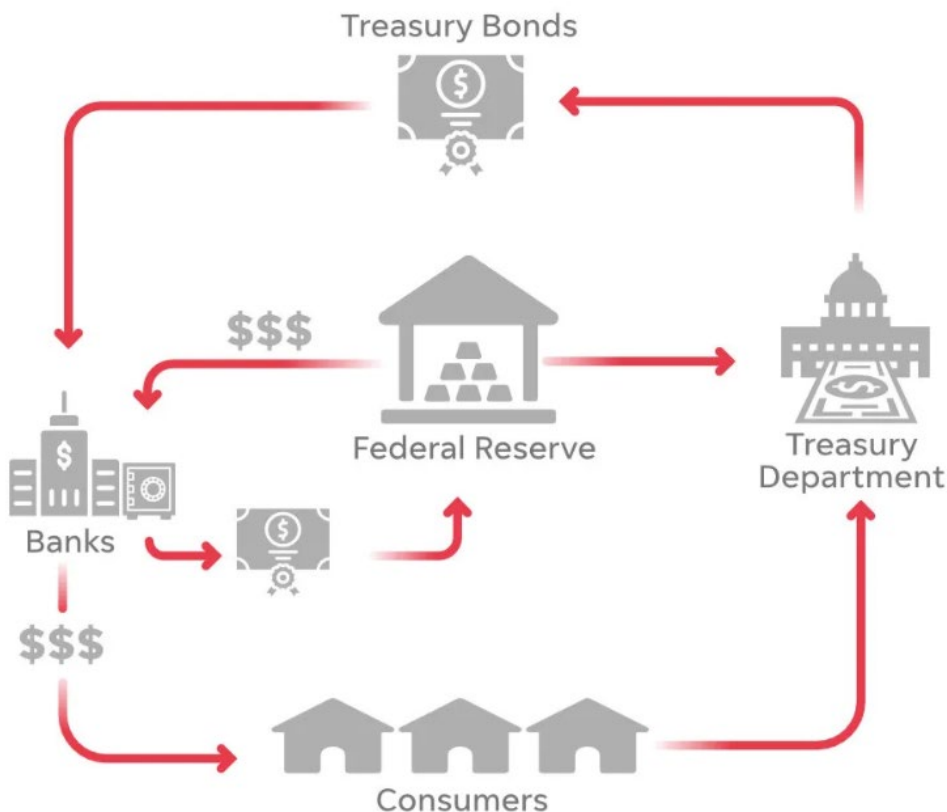 Treasury Bonds
$
$$$
Federal Reserve
$
Treasury
Department
$
Banks
$
$$$
Consumers